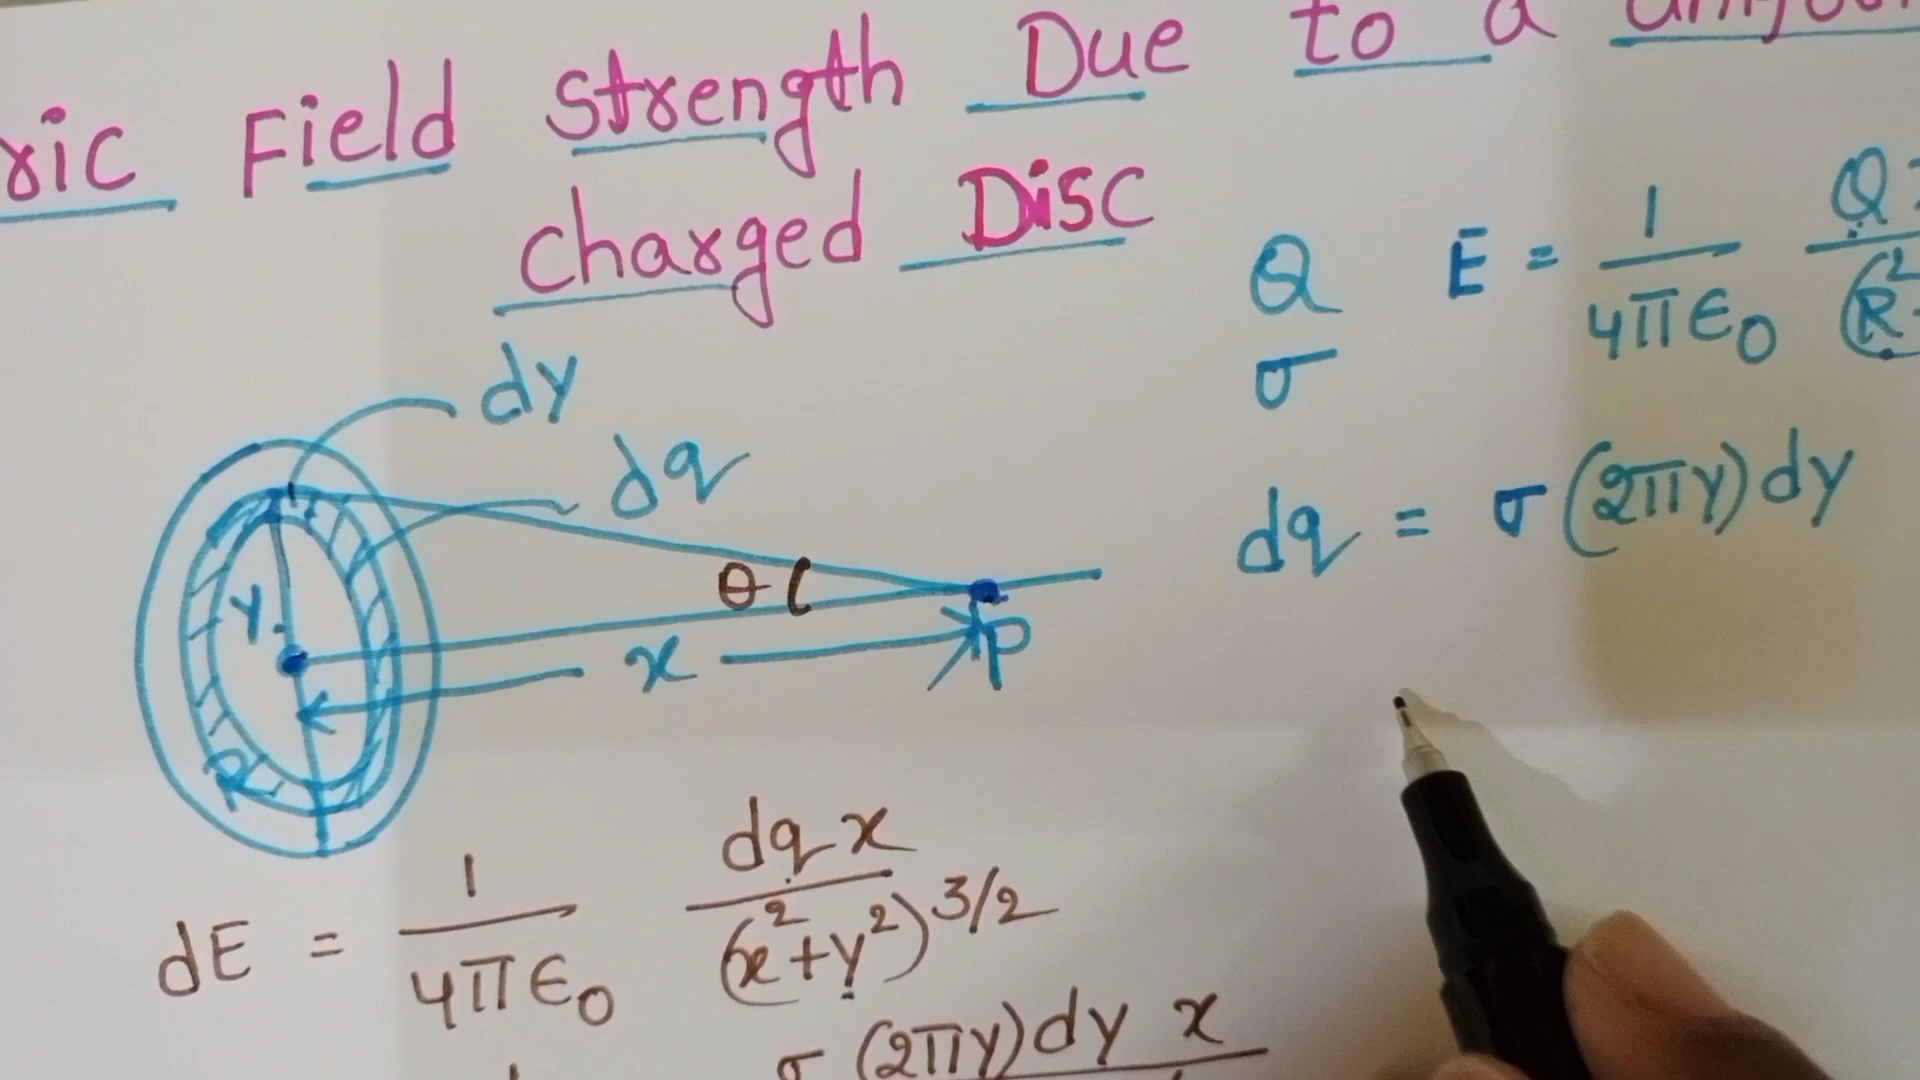 ric Field Strength Due to a
charged Disc
Q E = 1/4πϵ0 Q
(R²
σ
dy
dq
dq = σ(2πy)dy
θ
y
x
P
R
dE = 1/4πϵ0 dq x/(x²+y²)^3/2
σ (2πy)dy x